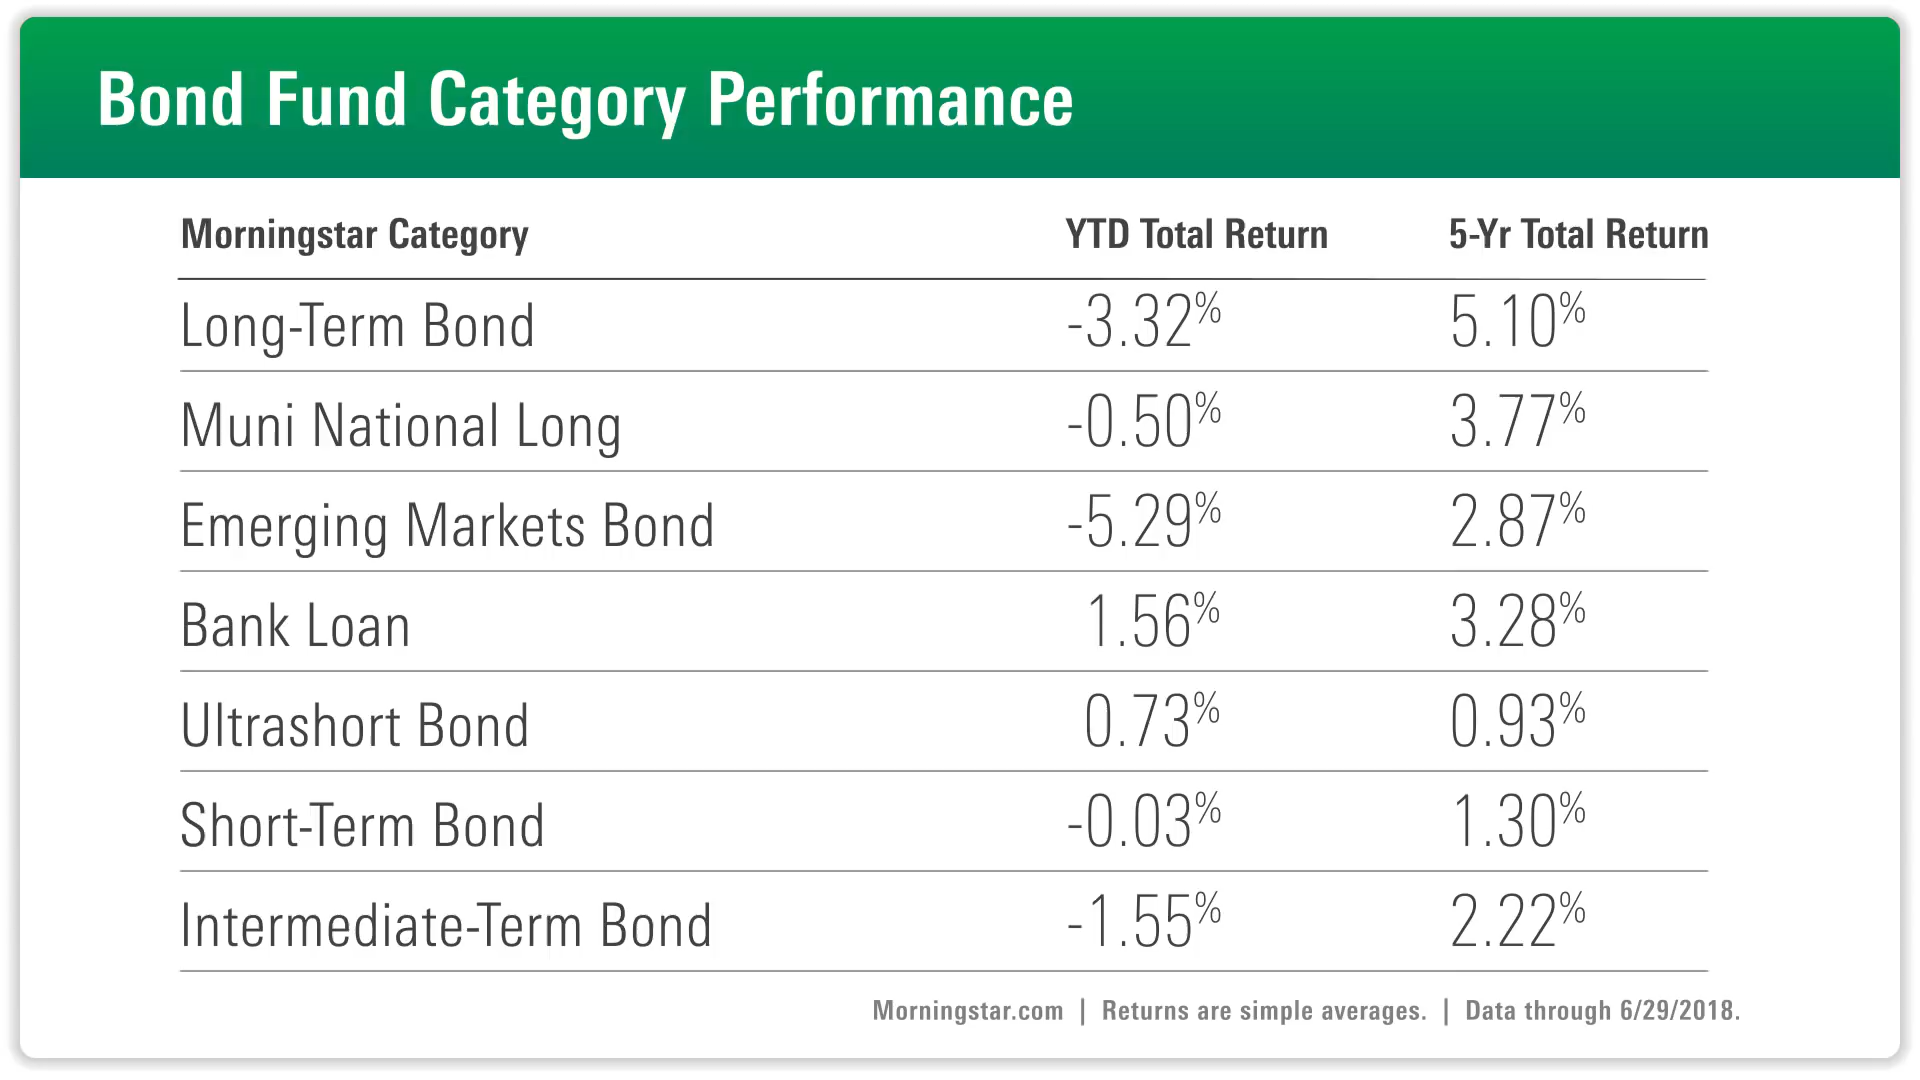 Bond Fund Category Performance
Morningstar Category YTD Total Return 5-Yr Total Return
Long-Term Bond -3.32% 5.10%
Muni National Long -0.50% 3.77%
Emerging Markets Bond -5.29% 2.87%
Bank Loan 1.56% 3.28%
Ultrashort Bond 0.73% 0.93%
Short-Term Bond -0.03% 1.30%
Intermediate-Term Bond -1.55% 2.22%
Morningstar.com | Returns are simple averages. | Data through 6/29/2018.